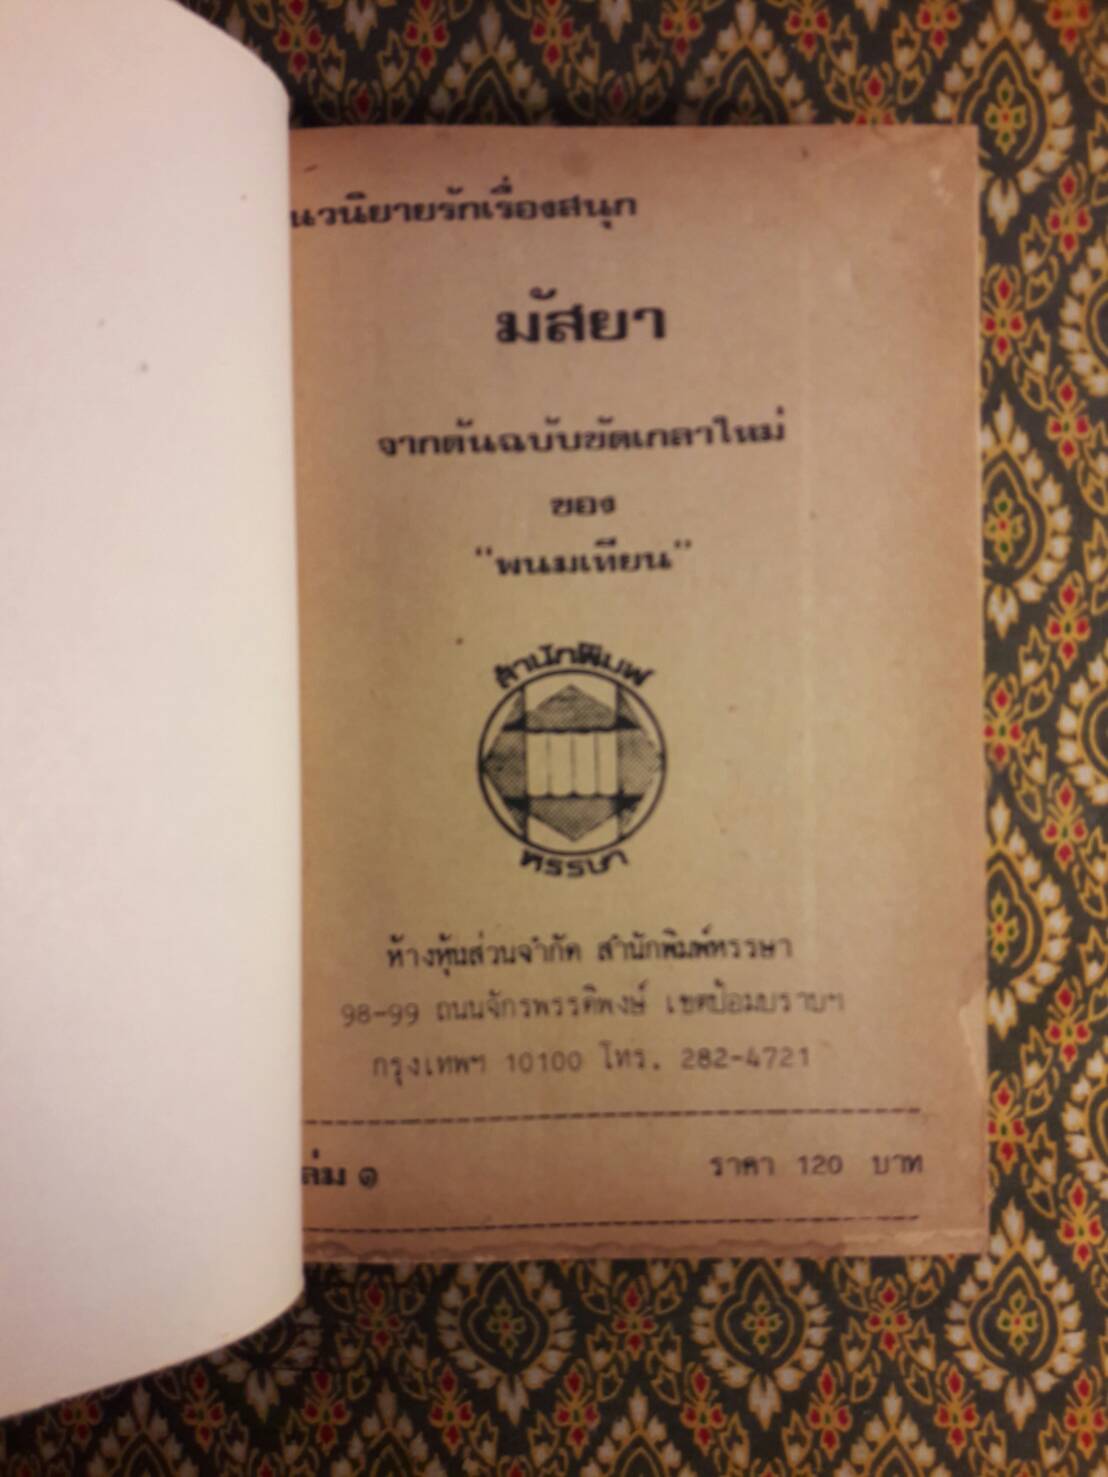 นวนิยายรักเรื่องสนุก
มัสยา
จากต้นฉบับขัดเกลาใหม่
ของ
“พนมเทียน”
สำนักพิมพ์
หรรษา
ห้างหุ้นส่วนจำกัด สำนักพิมพ์หรรษา
98-99 ถนนจักรพรรดิพงษ์ เขตป้อมปราบฯ
กรุงเทพฯ 10100 โทร. 282-4721
ล่ม ๑ ราคา 120 บาท